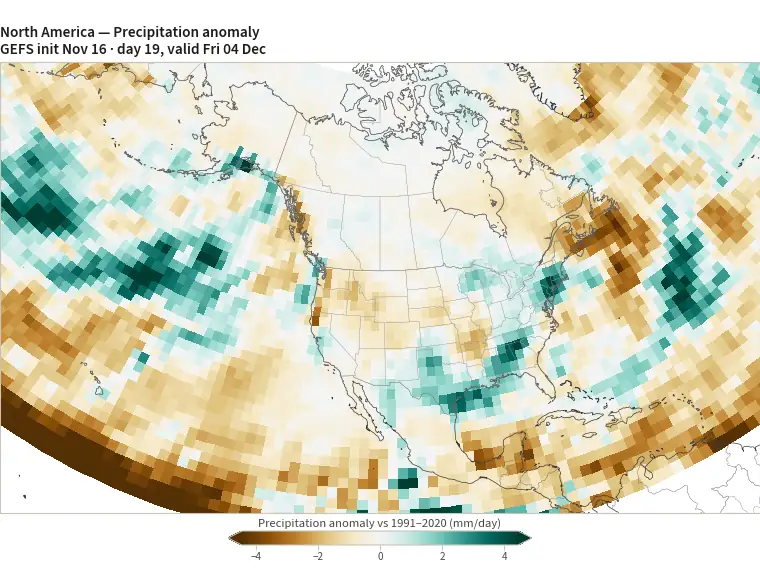 North America — Precipitation anomaly
GEFS init Nov 16 · day 19, valid Fri 04 Dec
Precipitation anomaly vs 1991–2020 (mm/day)
−4 −2 0 2 4